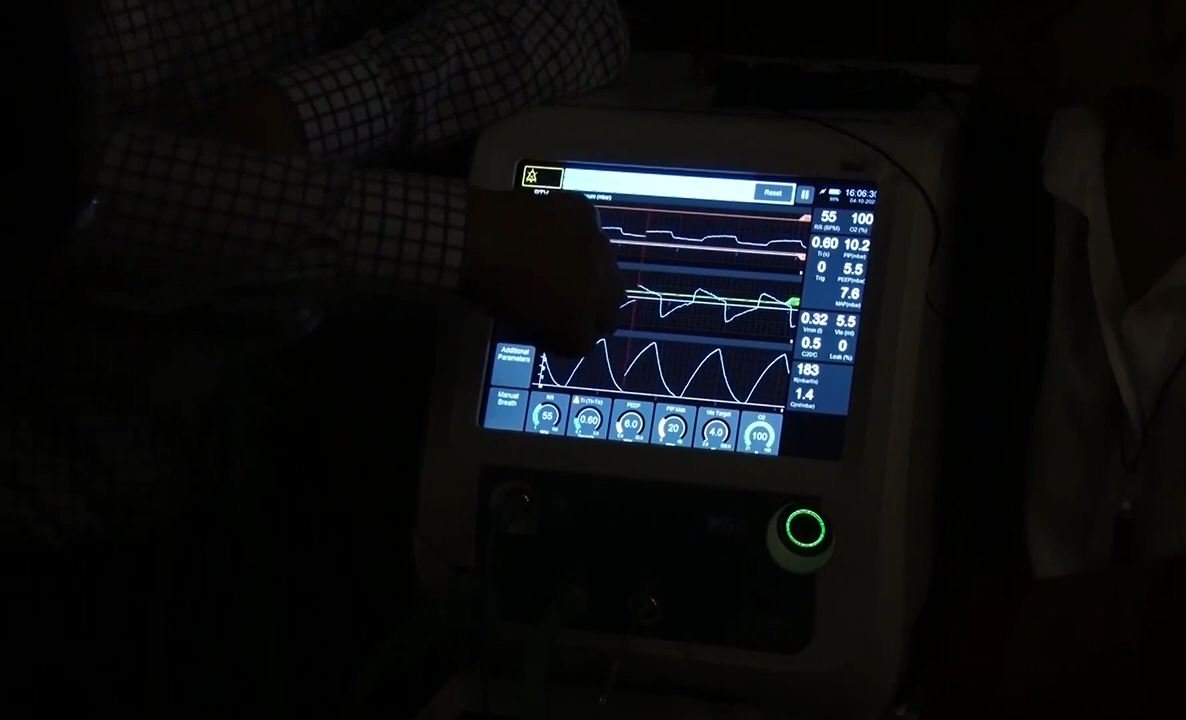 Reset
16:06:30
55 100
RR (BPM) O2 (%)
0.60 10.2
Ti (s) PIP(mbar)
0 5.5
Trig PEEP(mbar)
7.6
MAP(mbar)
0.32 5.5
Vmin (l) Vte (ml)
0.5 0
C20/C Leak (%)
183
1.4
Additional
Parameters
Manual
Breath
RR
55
Ti
0.60
PEEP
6.0
PIP Max
20
Vte Target
4.0
O2
100